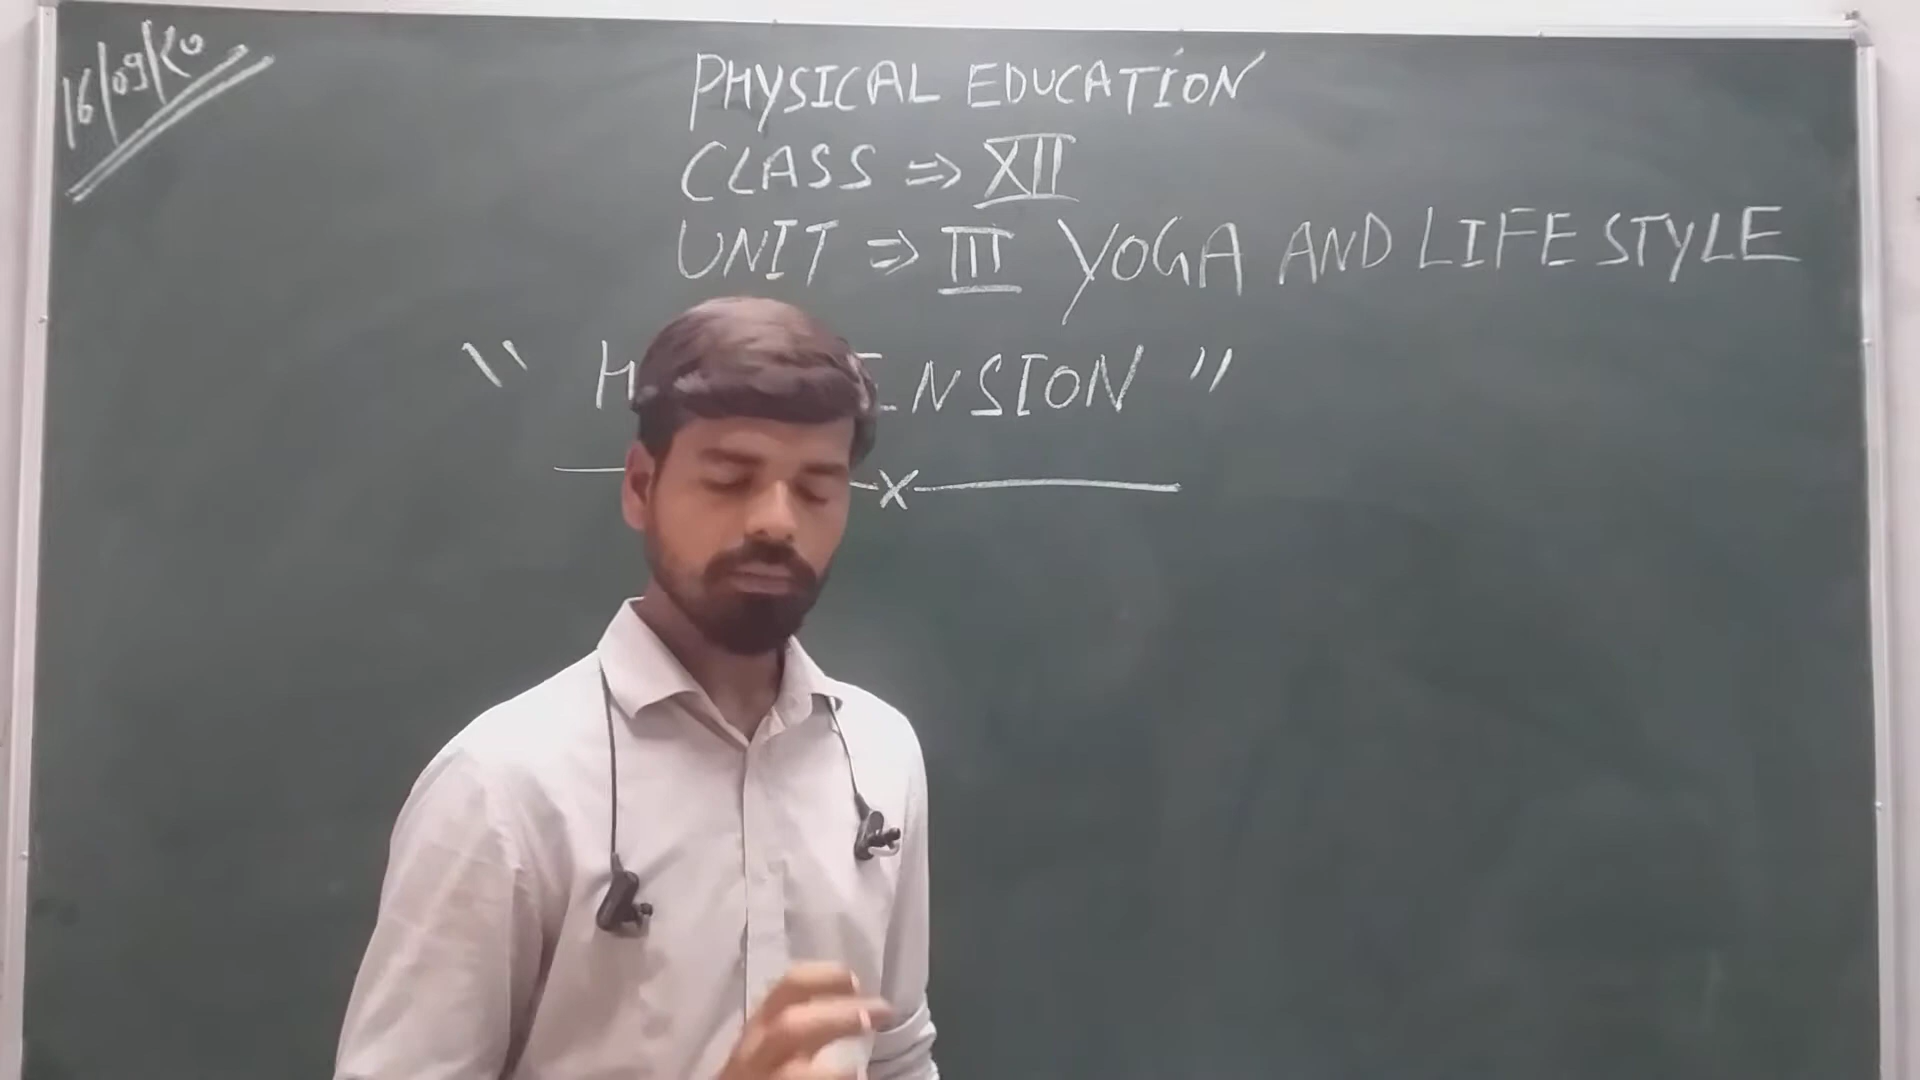 16/09/20
PHYSICAL EDUCATION
CLASS ⇒ XII
UNIT ⇒ III YOGA AND LIFE STYLE
" H ENSION "
x